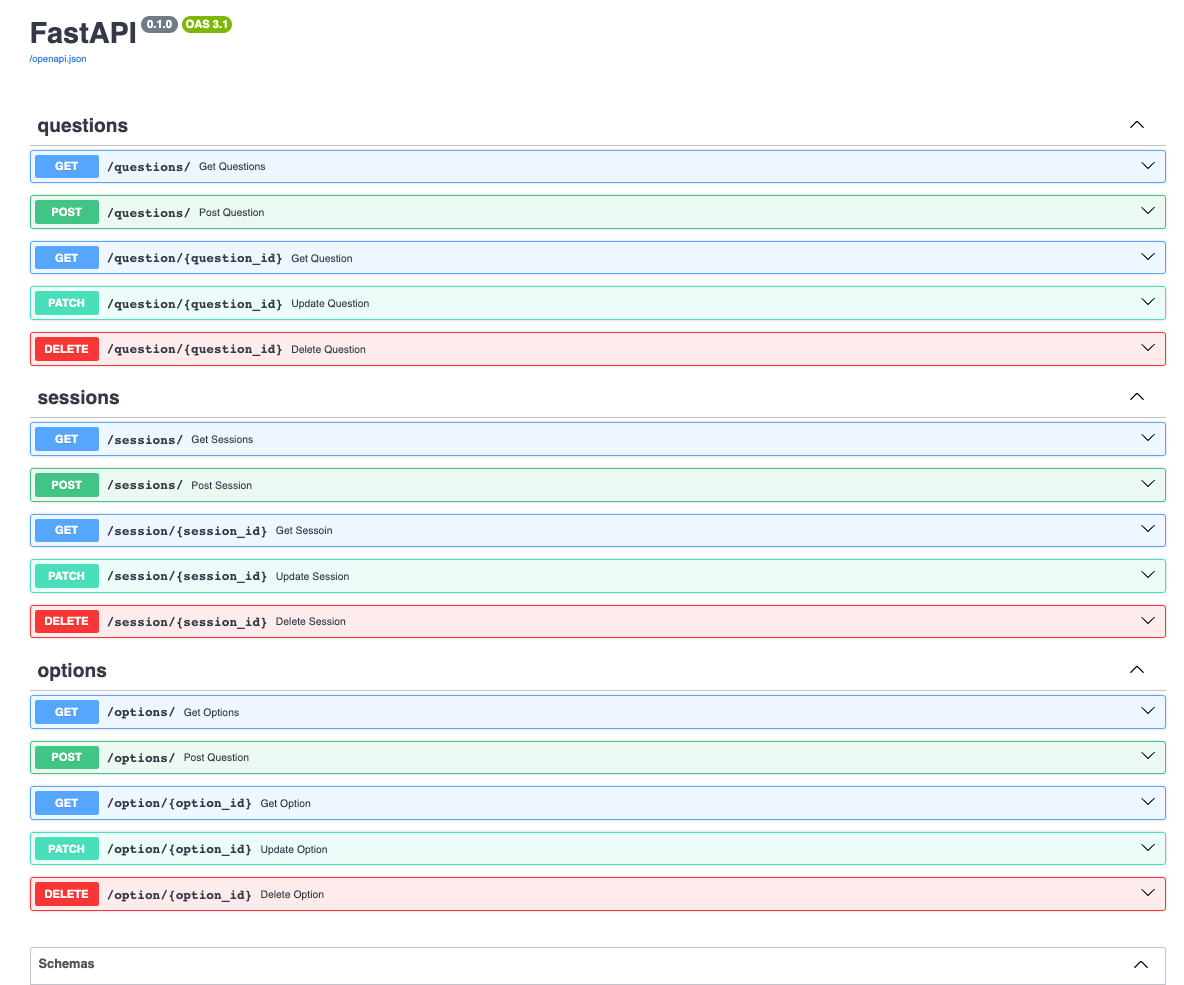 FastAPI 0.1.0 OAS 3.1
/openapi.json
questions
GET /questions/ Get Questions
POST /questions/ Post Question
GET /question/{question_id} Get Question
PATCH /question/{question_id} Update Question
DELETE /question/{question_id} Delete Question
sessions
GET /sessions/ Get Sessions
POST /sessions/ Post Session
GET /session/{session_id} Get Sessoin
PATCH /session/{session_id} Update Session
DELETE /session/{session_id} Delete Session
options
GET /options/ Get Options
POST /options/ Post Question
GET /option/{option_id} Get Option
PATCH /option/{option_id} Update Option
DELETE /option/{option_id} Delete Option
Schemas